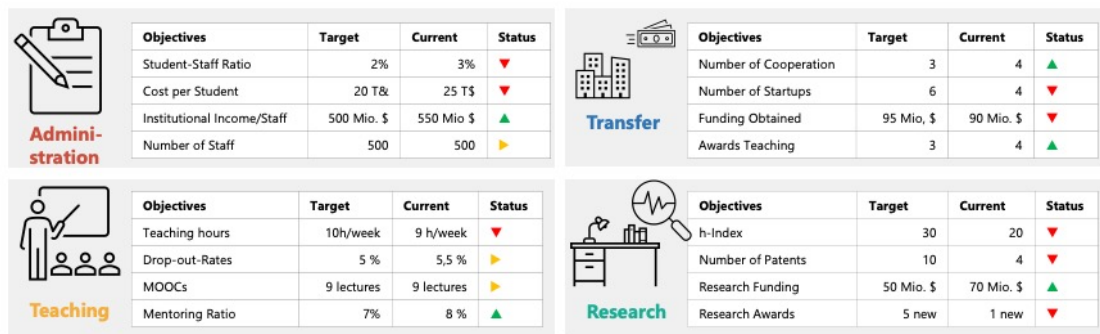 Objectives Target Current Status
Student-Staff Ratio 2% 3%
Cost per Student 20 T& 25 T$
Institutional Income/Staff 500 Mio. $ 550 Mio $
Number of Staff 500 500
Admini-
stration
Objectives Target Current Status
Number of Cooperation 3 4
Number of Startups 6 4
Funding Obtained 95 Mio, $ 90 Mio. $
Awards Teaching 3 4
Transfer
Objectives Target Current Status
Teaching hours 10h/week 9 h/week
Drop-out-Rates 5 % 5,5 %
MOOCs 9 lectures 9 lectures
Mentoring Ratio 7% 8 %
Teaching
Objectives Target Current Status
h-Index 30 20
Number of Patents 10 4
Research Funding 50 Mio. $ 70 Mio. $
Research Awards 5 new 1 new
Research